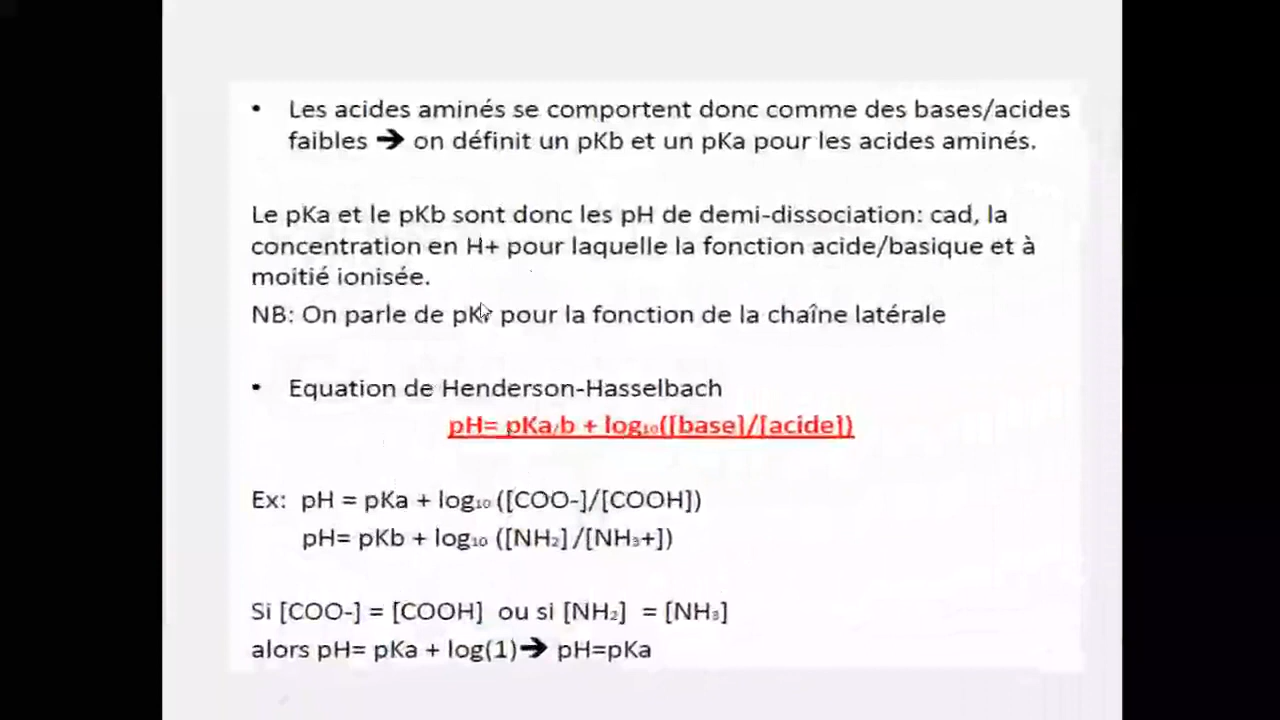 • Les acides aminés se comportent donc comme des bases/acides
faibles ➔ on définit un pKb et un pKa pour les acides aminés.
Le pKa et le pKb sont donc les pH de demi-dissociation: cad, la
concentration en H+ pour laquelle la fonction acide/basique et à
moitié ionisée.
NB: On parle de pKr pour la fonction de la chaîne latérale
• Equation de Henderson-Hasselbach
pH= pKa/b + log₁₀([base]/[acide])
Ex: pH = pKa + log₁₀ ([COO-]/[COOH])
pH= pKb + log₁₀ ([NH₂]/[NH₃+])
Si [COO-] = [COOH] ou si [NH₂] = [NH₃]
alors pH= pKa + log(1)➔ pH=pKa